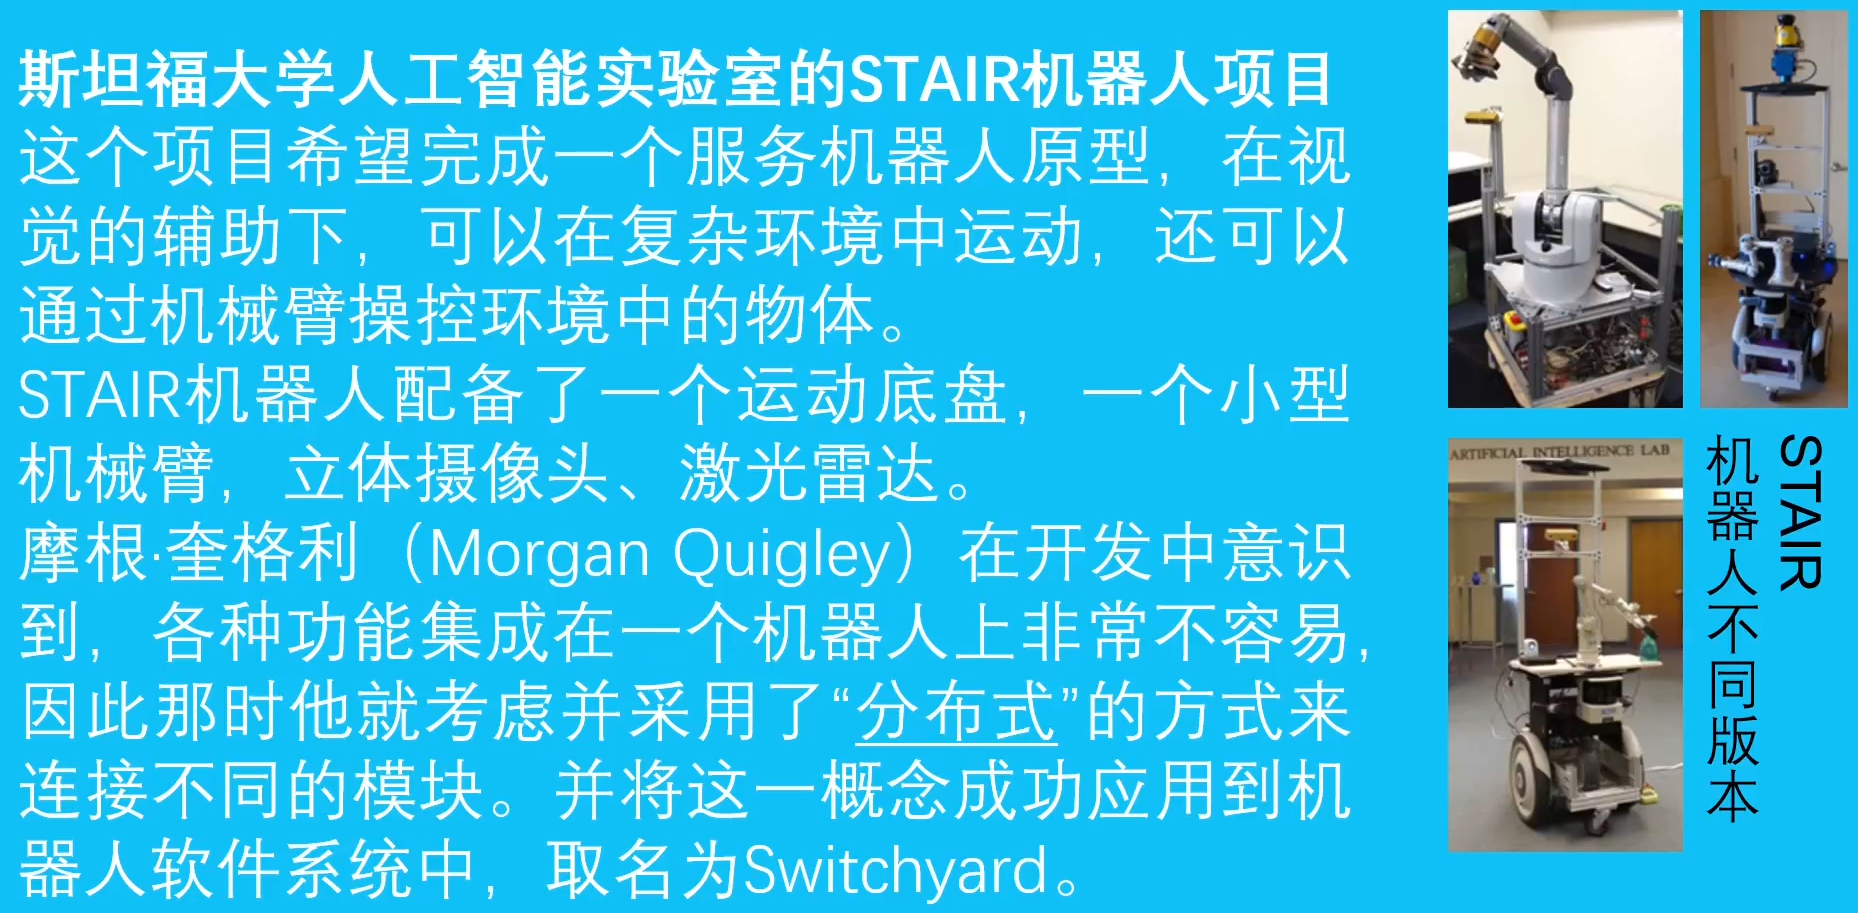 斯坦福大学人工智能实验室的STAIR机器人项目
这个项目希望完成一个服务机器人原型，在视
觉的辅助下，可以在复杂环境中运动，还可以
通过机械臂操控环境中的物体。
STAIR机器人配备了一个运动底盘，一个小型
机械臂，立体摄像头、激光雷达。
摩根·奎格利（Morgan Quigley）在开发中意识
到，各种功能集成在一个机器人上非常不容易，
因此那时他就考虑并采用了“分布式”的方式来
连接不同的模块。并将这一概念成功应用到机
器人软件系统中，取名为Switchyard。
ARTIFICIAL INTELLIGENCE LAB
STAIR
机器人不同版本